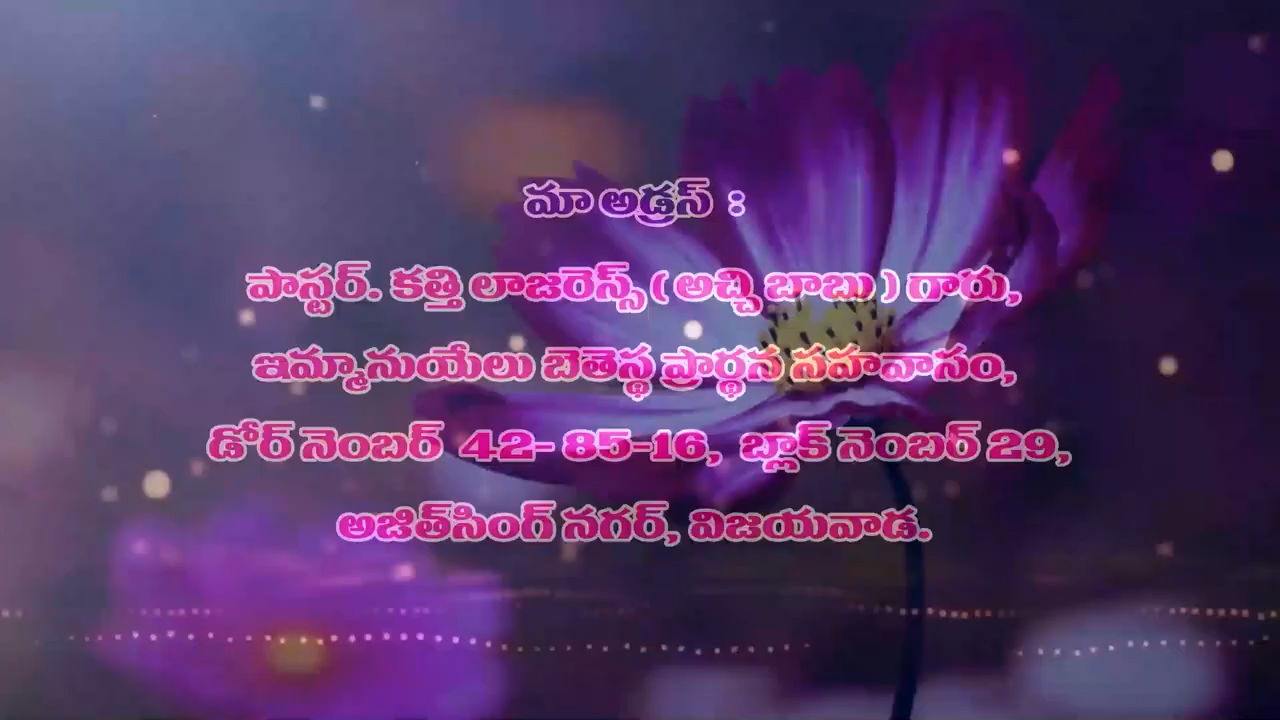 మా అడ్రస్ :
పాస్టర్. కత్తి లాజరెన్స్ ( అచ్చి బాబు ) గారు,
ఇమ్మానుయేలు బెతెస్థ ప్రార్థన సహవాసం,
డోర్ నెంబర్ 42- 85-16, బ్లాక్ నెంబర్ 29,
అజిత్‌సింగ్ నగర్, విజయవాడ.